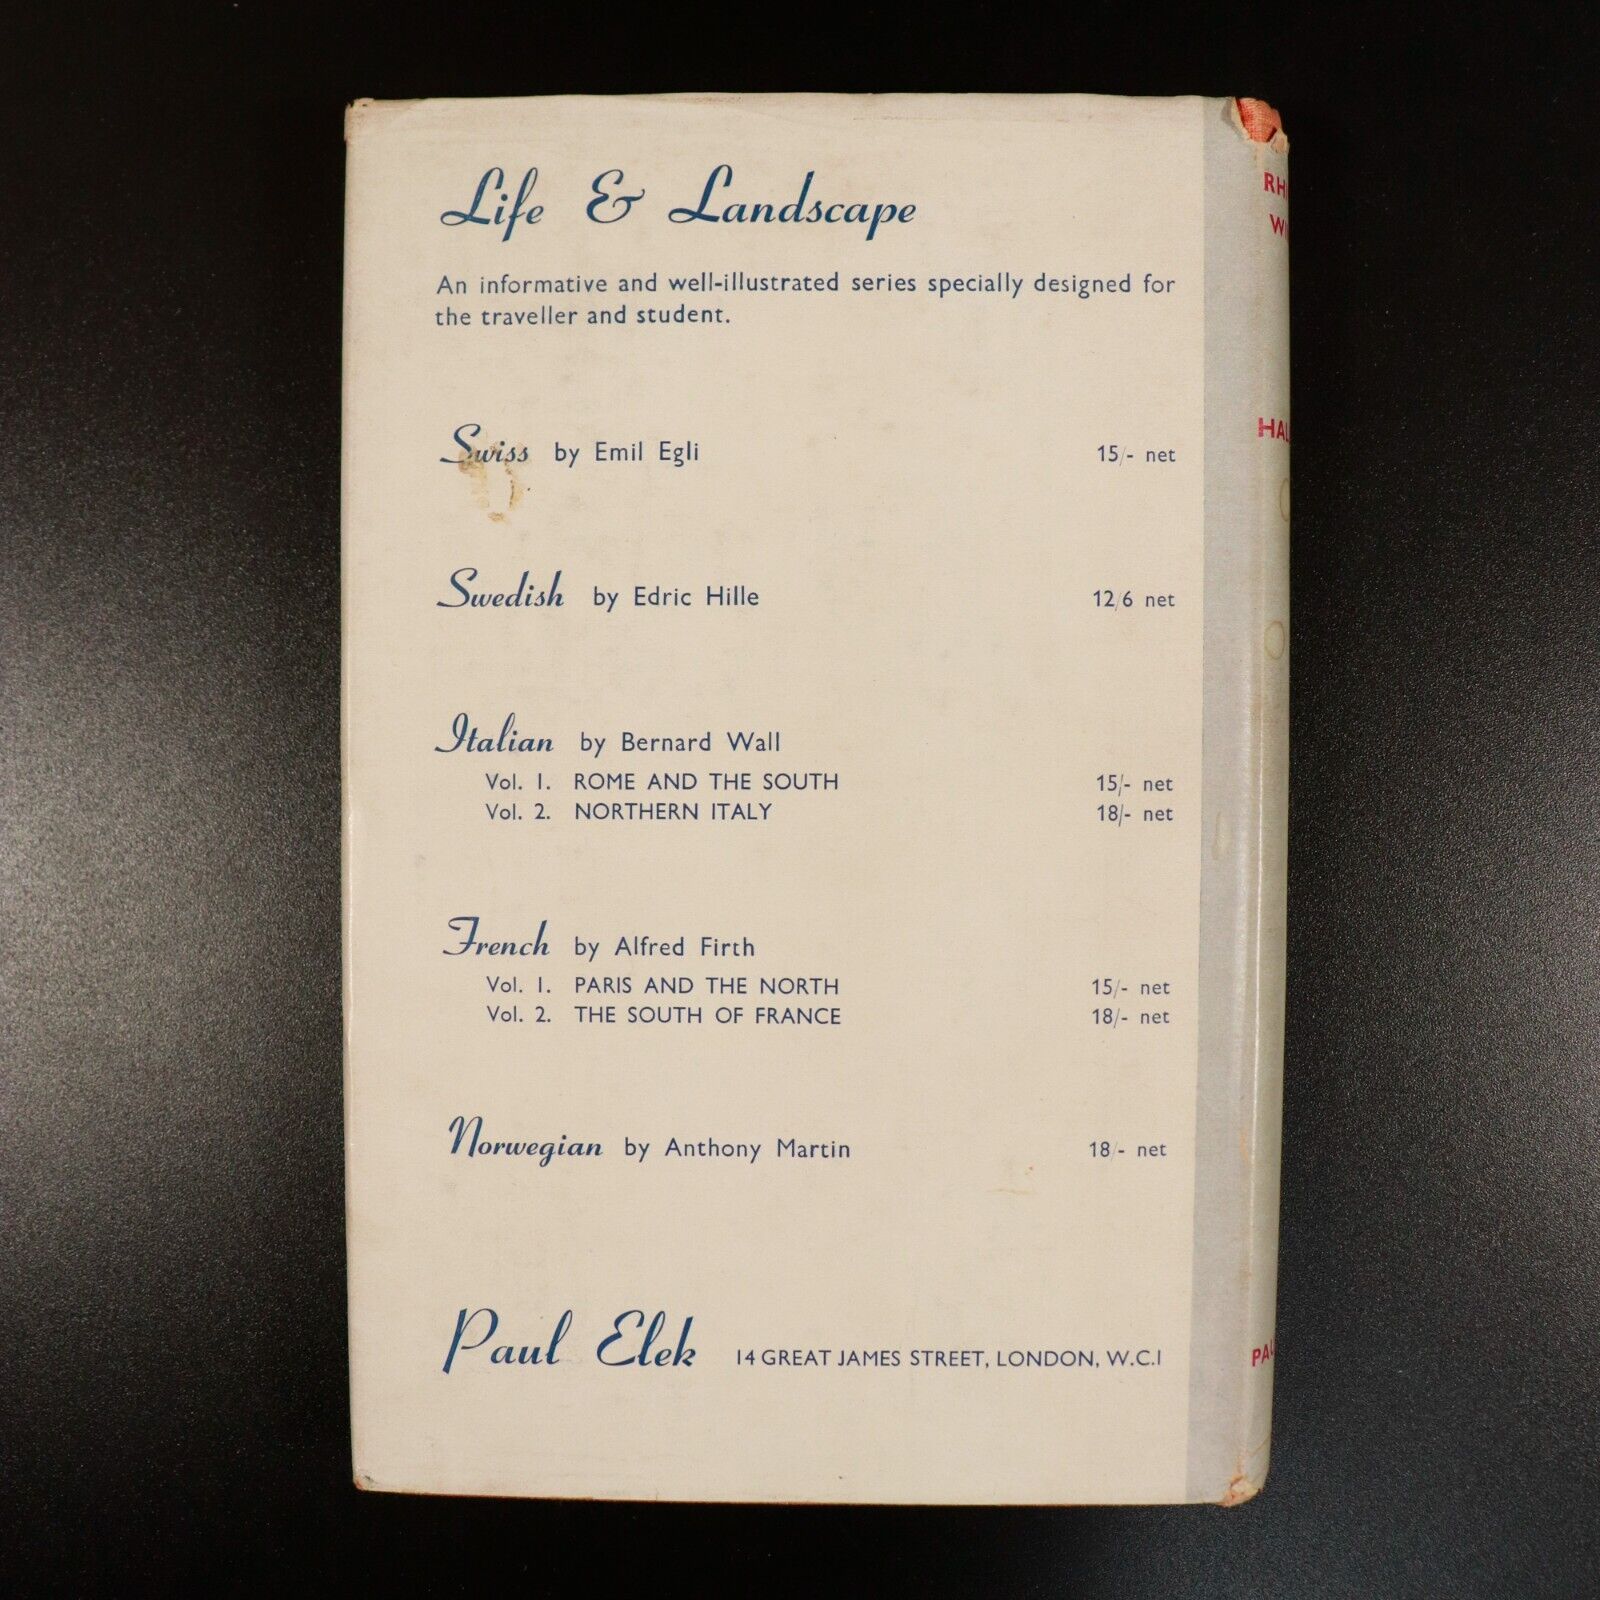 Life & Landscape
An informative and well-illustrated series specially designed for
the traveller and student.
Swiss by Emil Egli 15/- net
Swedish by Edric Hille 12/6 net
Italian by Bernard Wall
Vol. 1. ROME AND THE SOUTH 15/- net
Vol. 2. NORTHERN ITALY 18/- net
French by Alfred Firth
Vol. 1. PARIS AND THE NORTH 15/- net
Vol. 2. THE SOUTH OF FRANCE 18/- net
Norwegian by Anthony Martin 18/- net
Paul Elek 14 GREAT JAMES STREET, LONDON, W.C.1